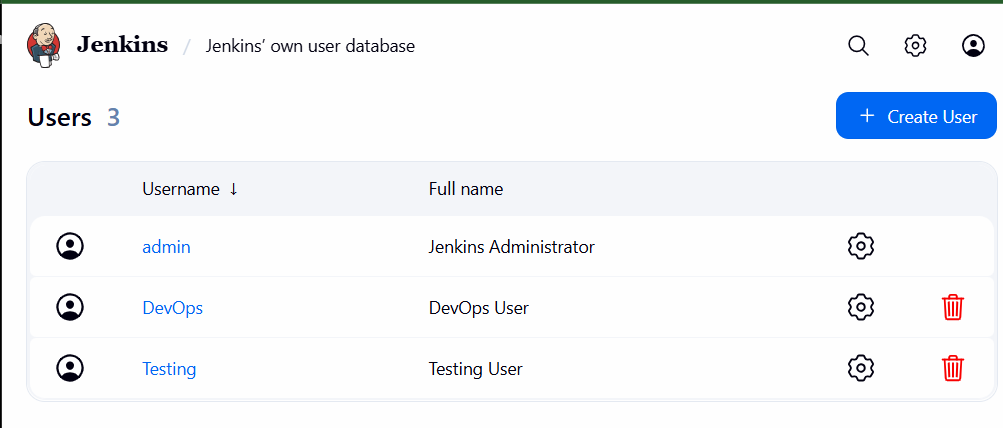 Jenkins / Jenkins’ own user database
Users 3
+ Create User
Username ↓ Full name
admin Jenkins Administrator
DevOps DevOps User
Testing Testing User